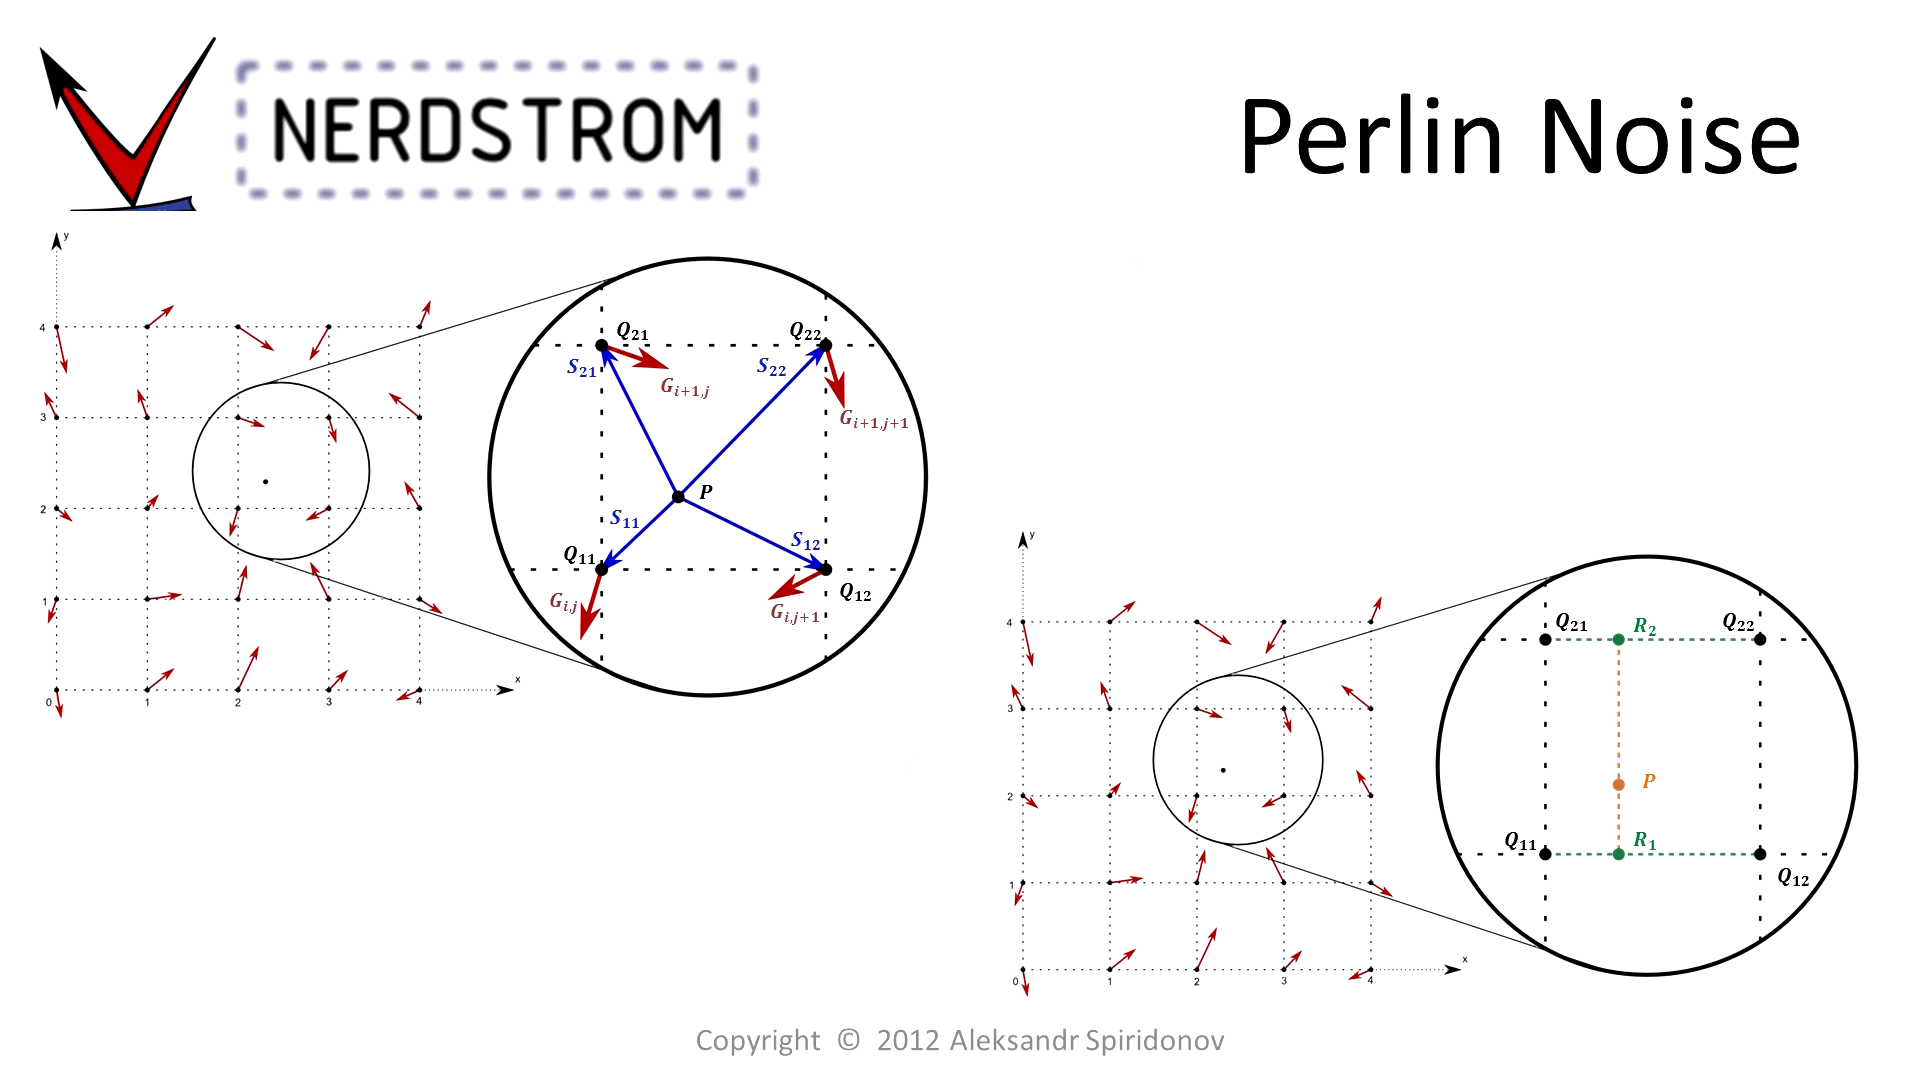 NERDSTROM
Perlin Noise
y
4
3
2
1
0
1
2
3
4
x
Q21
Q22
S21
S22
Gi+1,j
Gi+1,j+1
P
S11
S12
Q11
Q12
Gi,j
Gi,j+1
y
4
3
2
1
0
1
2
3
4
x
Q21
R2
Q22
P
Q11
R1
Q12
Copyright © 2012 Aleksandr Spiridonov